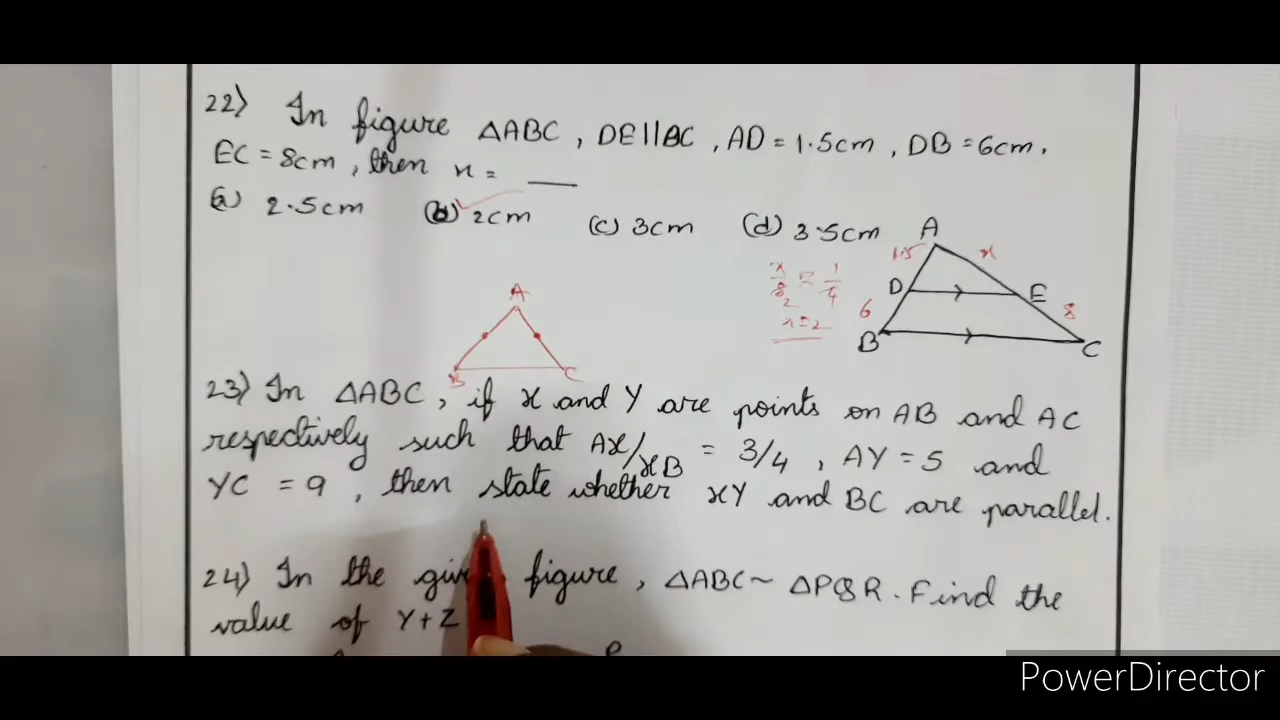 22) In figure △ABC, DE||BC, AD = 1.5cm, DB = 6cm,
EC = 8cm, then x = ___
(a) 2.5cm (b) 2cm (c) 3cm (d) 3.5cm
A
1.5 x
x/8 = 1/4
D E
2
6 8
x=2
B C
A
B C
23) In △ABC, if X and Y are points on AB and AC
respectively such that AX/XB = 3/4, AY = 5 and
YC = 9, then state whether XY and BC are parallel.
24) In the given figure, △ABC ~ △PQR. Find the
value of Y+Z
PowerDirector